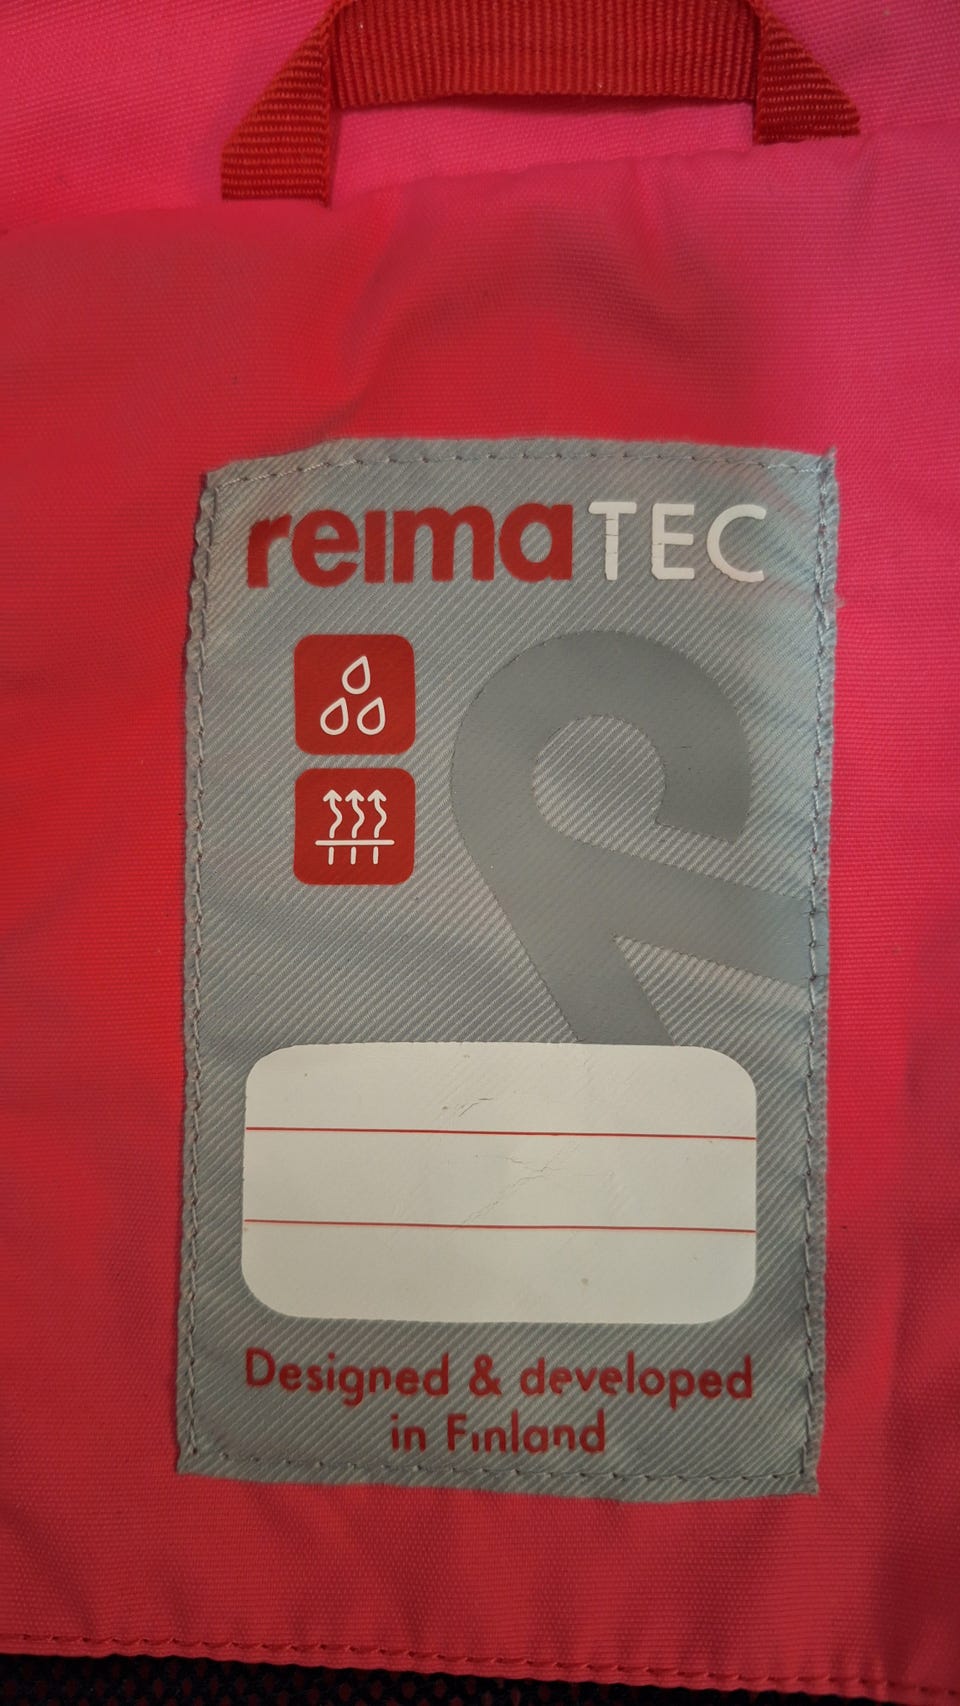 reimaTEC
Designed & developed
in Finland